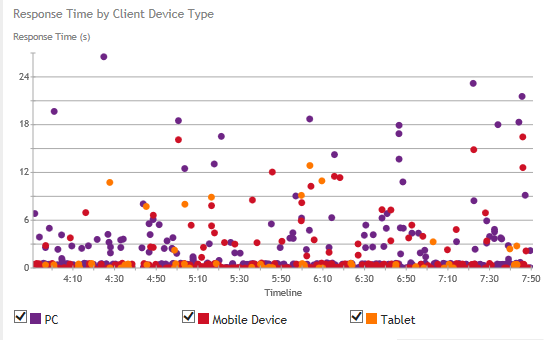 Response Time by Client Device Type
Response Time (s)
24
18
12
6
0
4:10 4:30 4:50 5:10 5:30 5:50 6:10 6:30 6:50 7:10 7:30 7:50
Timeline
PC Mobile Device Tablet